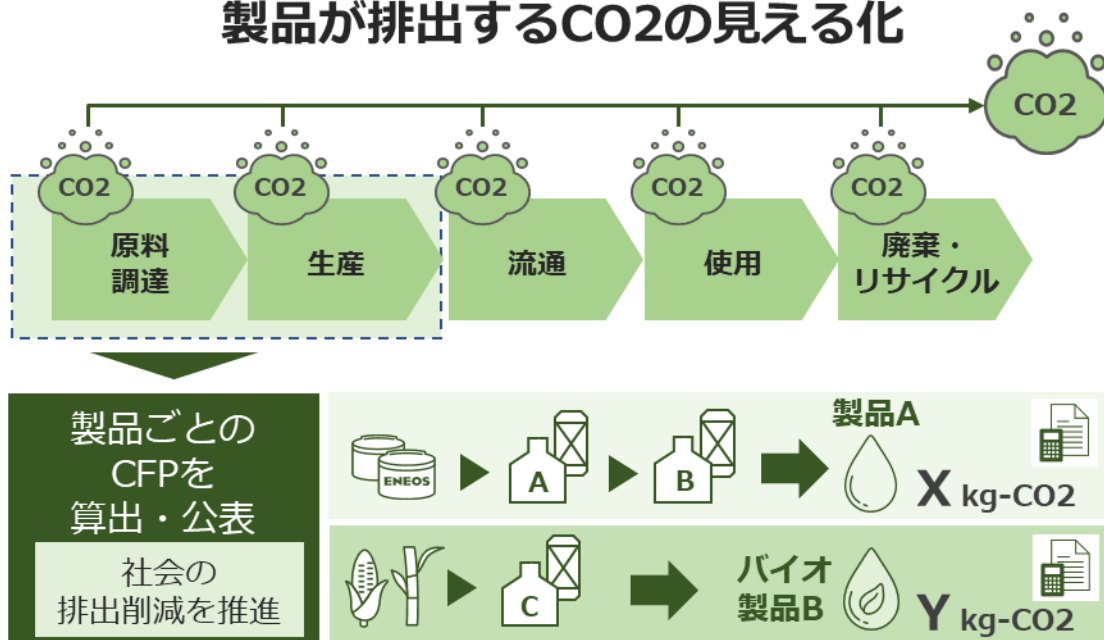 製品が排出するCO2の見える化
CO2
CO2
CO2
CO2
CO2
CO2
原料
調達
生産
流通
使用
廃棄・
リサイクル
製品ごとの
CFPを
算出・公表
社会の
排出削減を推進
ENEOS
A
B
製品A
X kg-CO2
C
バイオ
製品B
Y kg-CO2